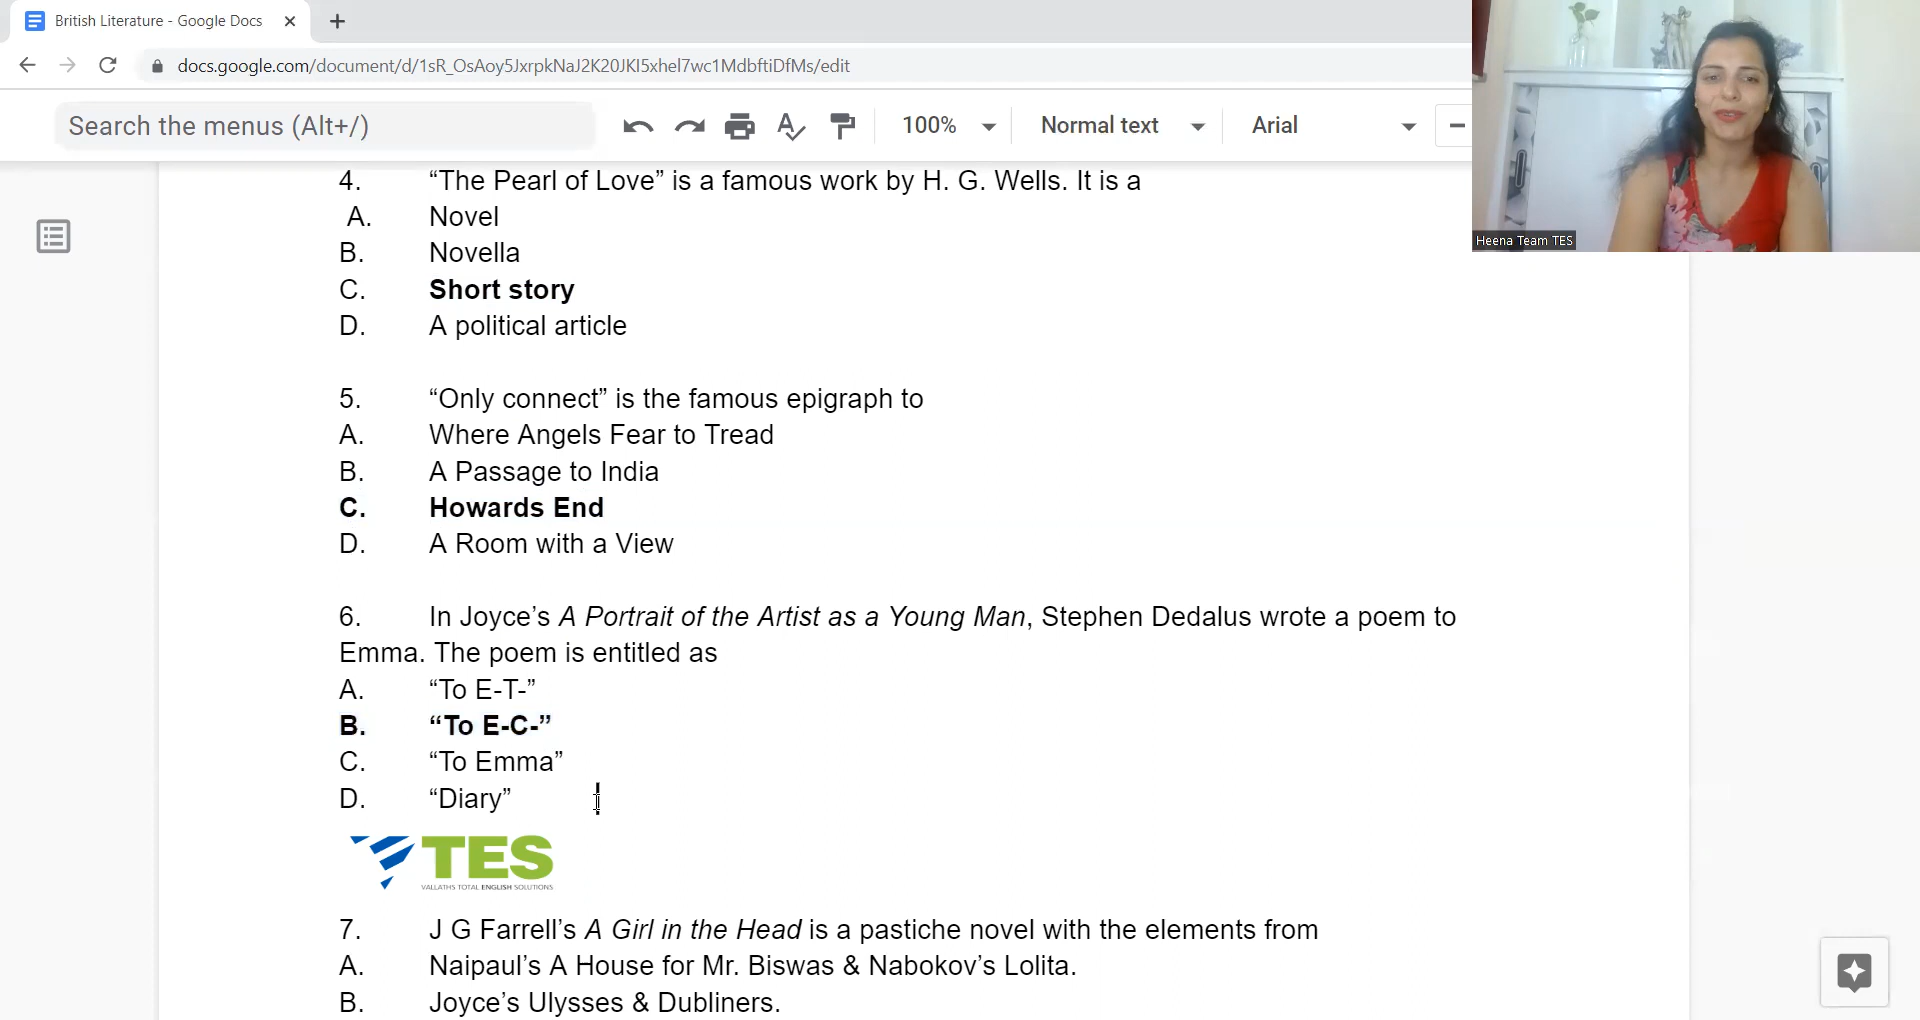 British Literature - Google Docs
docs.google.com/document/d/1sR_OsAoy5JxrpkNaJ2K20JKI5xhel7wc1MdbftiDfMs/edit
Search the menus (Alt+/)
100%
Normal text
Arial
Heena Team TES
4. “The Pearl of Love” is a famous work by H. G. Wells. It is a
A. Novel
B. Novella
C. Short story
D. A political article
5. “Only connect” is the famous epigraph to
A. Where Angels Fear to Tread
B. A Passage to India
C. Howards End
D. A Room with a View
6. In Joyce’s A Portrait of the Artist as a Young Man, Stephen Dedalus wrote a poem to
Emma. The poem is entitled as
A. “To E-T-”
B. “To E-C-”
C. “To Emma”
D. “Diary”
TES
VALLATHS TOTAL ENGLISH SOLUTIONS
7. J G Farrell’s A Girl in the Head is a pastiche novel with the elements from
A. Naipaul’s A House for Mr. Biswas & Nabokov’s Lolita.
B. Joyce’s Ulysses & Dubliners.